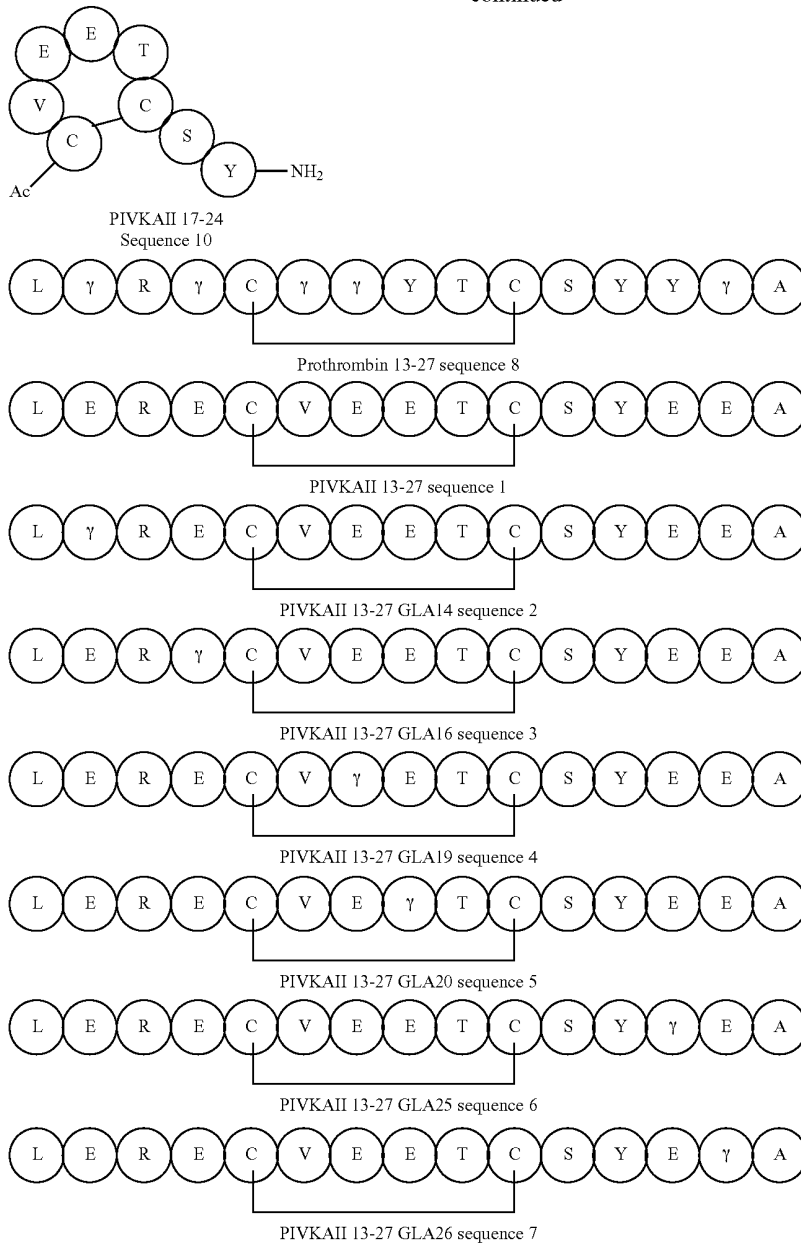 continued
E E T
V C C S Y NH₂
Ac
PIVKAII 17-24
Sequence 10
L γ R γ C γ γ Y T C S Y Y γ A
Prothrombin 13-27 sequence 8
L E R E C V E E T C S Y E E A
PIVKAII 13-27 sequence 1
L γ R E C V E E T C S Y E E A
PIVKAII 13-27 GLA14 sequence 2
L E R γ C V E E T C S Y E E A
PIVKAII 13-27 GLA16 sequence 3
L E R E C V γ E T C S Y E E A
PIVKAII 13-27 GLA19 sequence 4
L E R E C V E γ T C S Y E E A
PIVKAII 13-27 GLA20 sequence 5
L E R E C V E E T C S Y γ E A
PIVKAII 13-27 GLA25 sequence 6
L E R E C V E E T C S Y E γ A
PIVKAII 13-27 GLA26 sequence 7